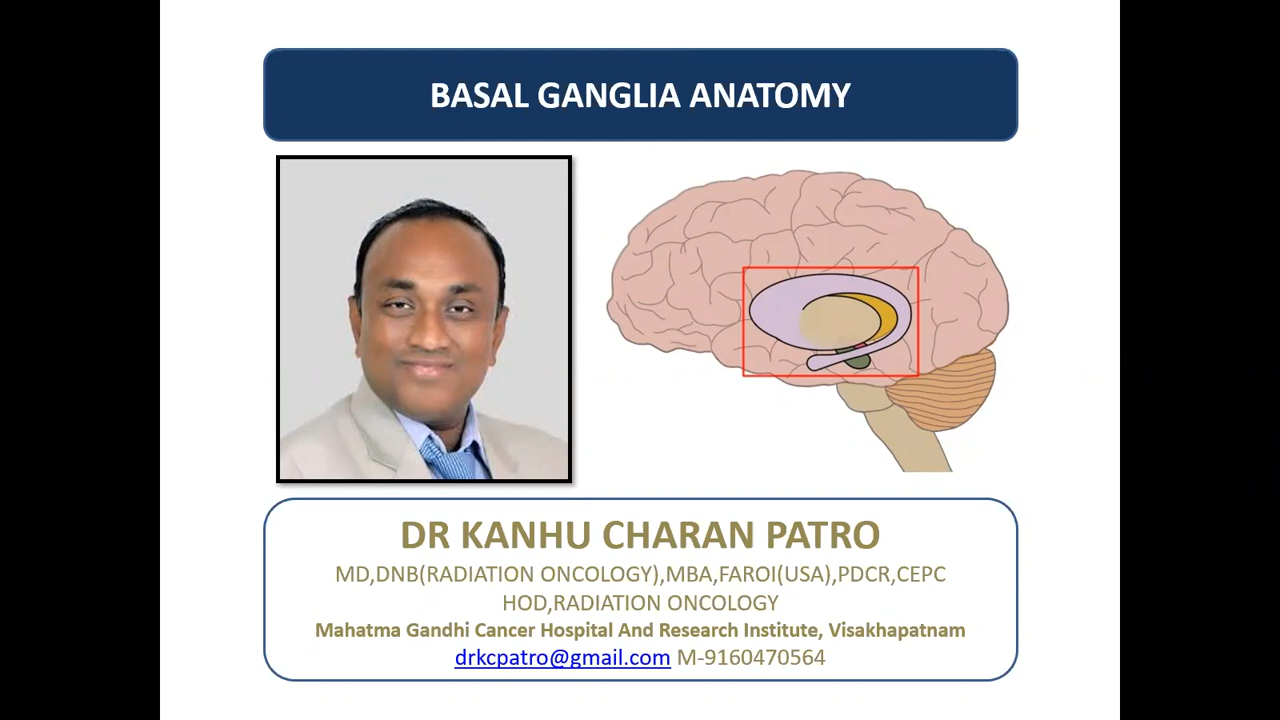 BASAL GANGLIA ANATOMY
DR KANHU CHARAN PATRO
MD,DNB(RADIATION ONCOLOGY),MBA,FAROI(USA),PDCR,CEPC
HOD,RADIATION ONCOLOGY
Mahatma Gandhi Cancer Hospital And Research Institute, Visakhapatnam
drkcpatro@gmail.com M-9160470564